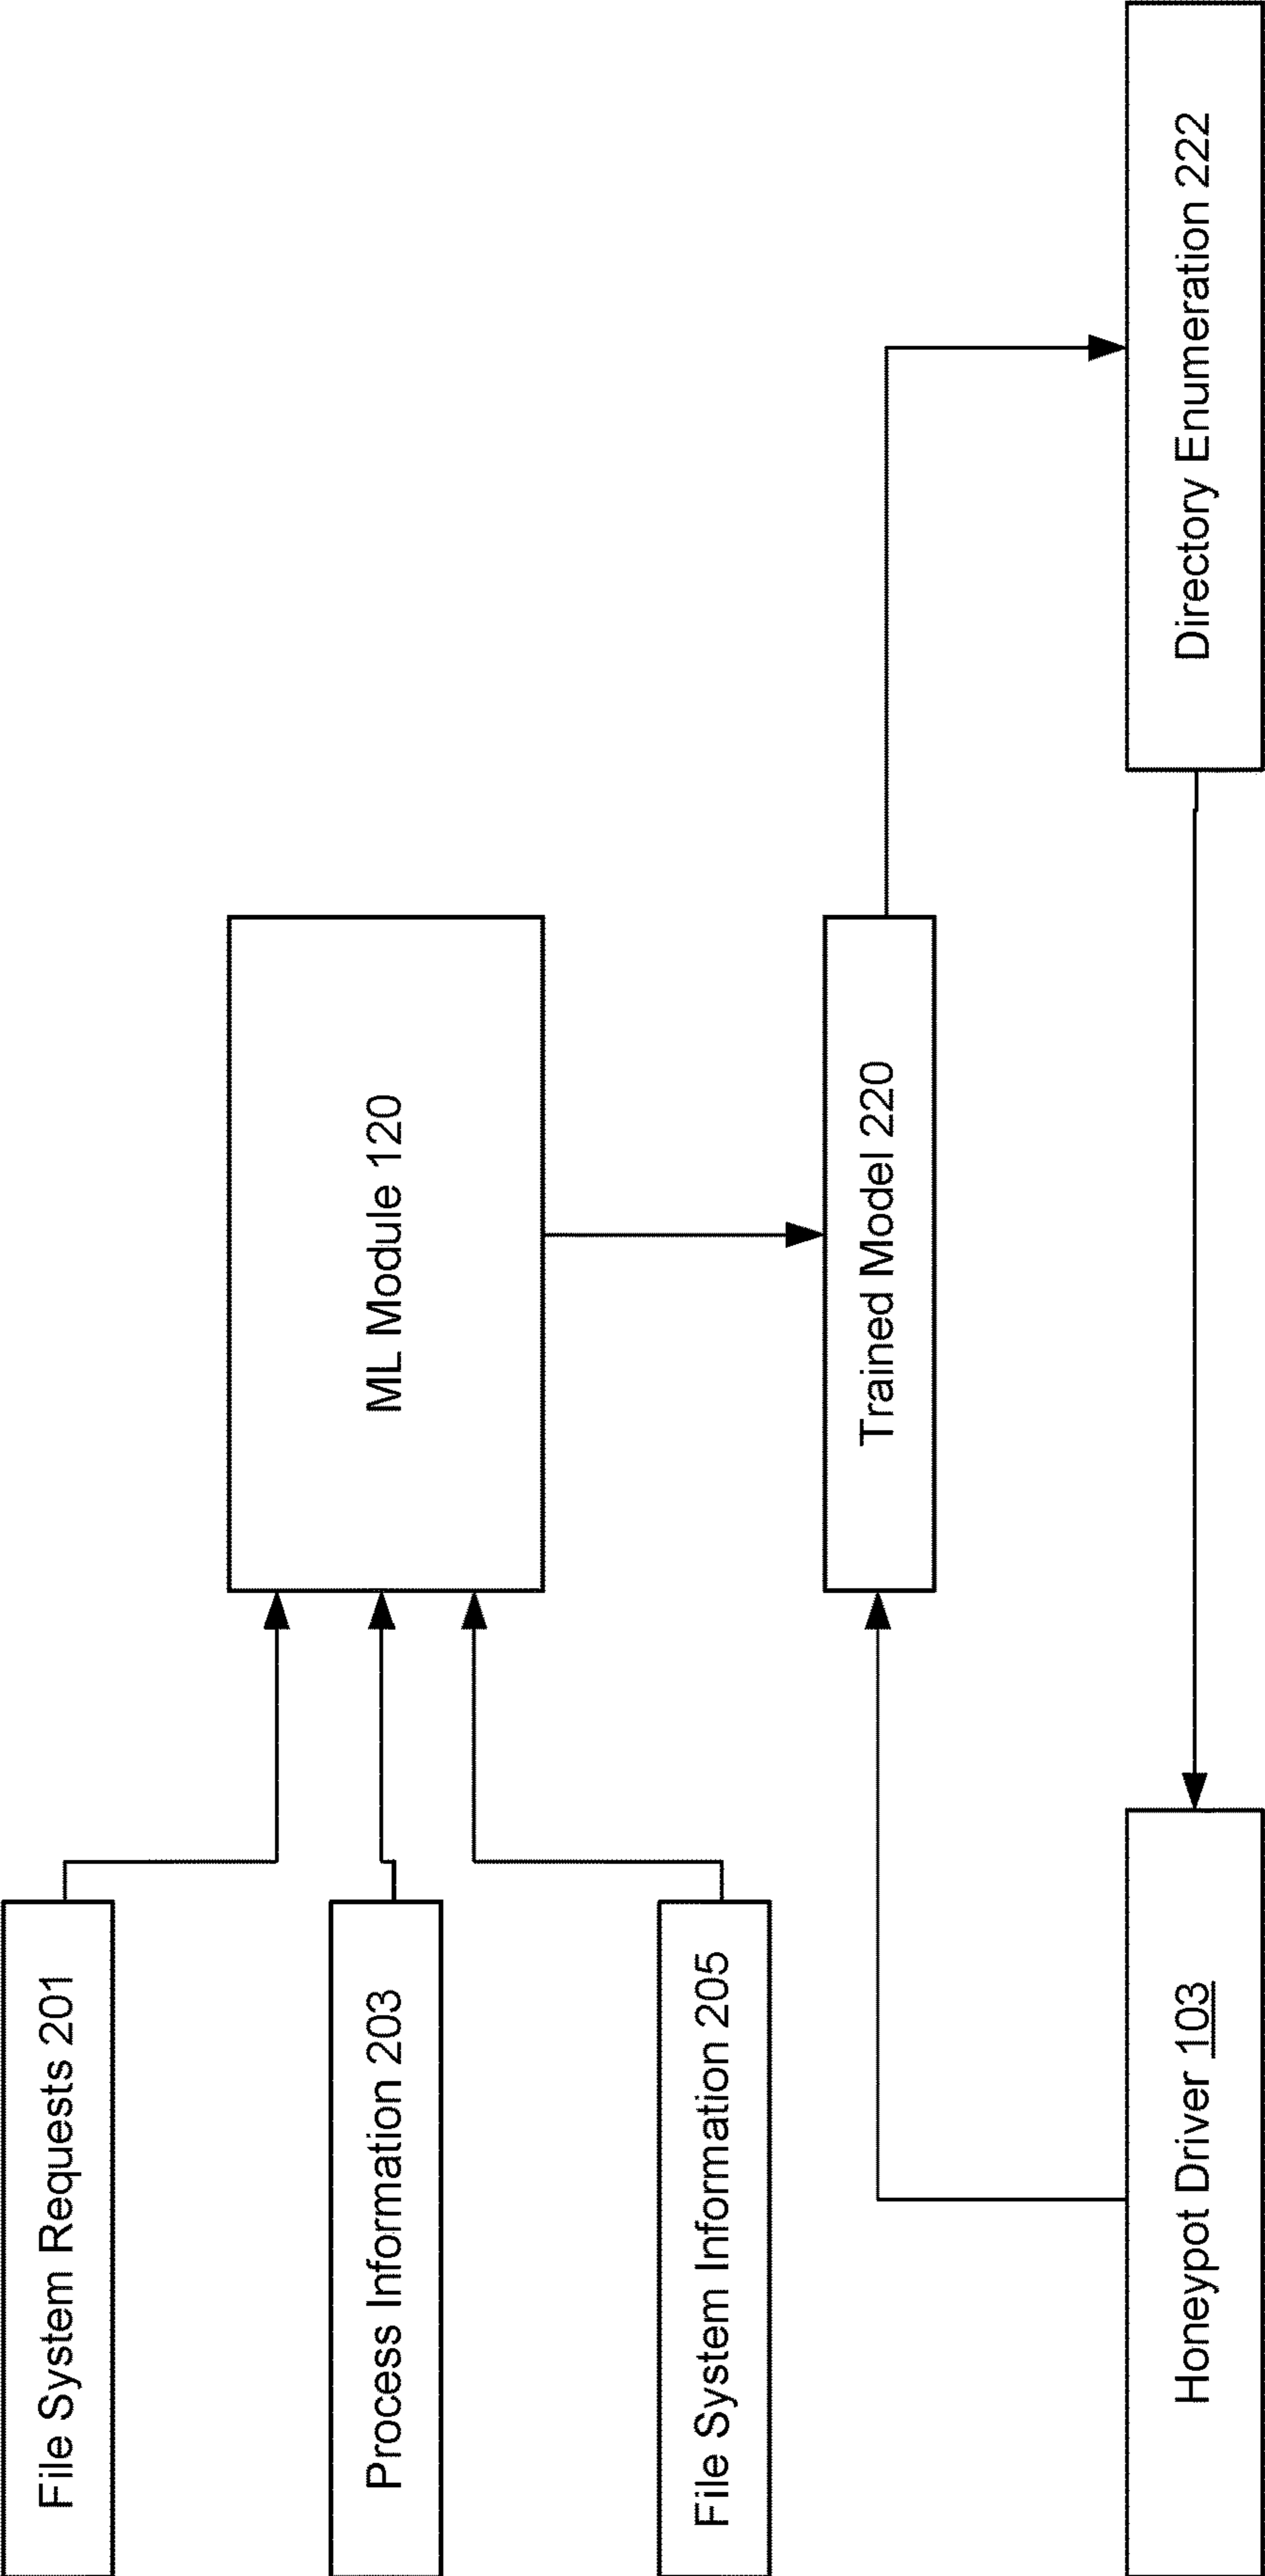 File System Requests 201
Process Information 203
File System Information 205
ML Module 120
Trained Model 220
Honeypot Driver 103
Directory Enumeration 222